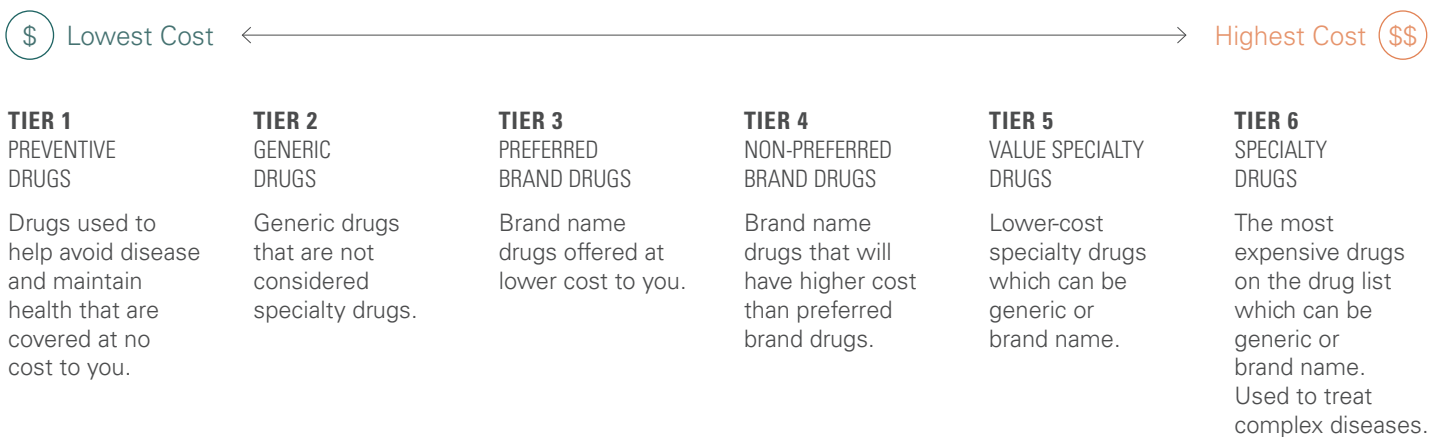 $ Lowest Cost
Highest Cost $$
TIER 1
PREVENTIVE
DRUGS
Drugs used to
help avoid disease
and maintain
health that are
covered at no
cost to you.
TIER 2
GENERIC
DRUGS
Generic drugs
that are not
considered
specialty drugs.
TIER 3
PREFERRED
BRAND DRUGS
Brand name
drugs offered at
lower cost to you.
TIER 4
NON-PREFERRED
BRAND DRUGS
Brand name
drugs that will
have higher cost
than preferred
brand drugs.
TIER 5
VALUE SPECIALTY
DRUGS
Lower-cost
specialty drugs
which can be
generic or
brand name.
TIER 6
SPECIALTY
DRUGS
The most
expensive drugs
on the drug list
which can be
generic or
brand name.
Used to treat
complex diseases.